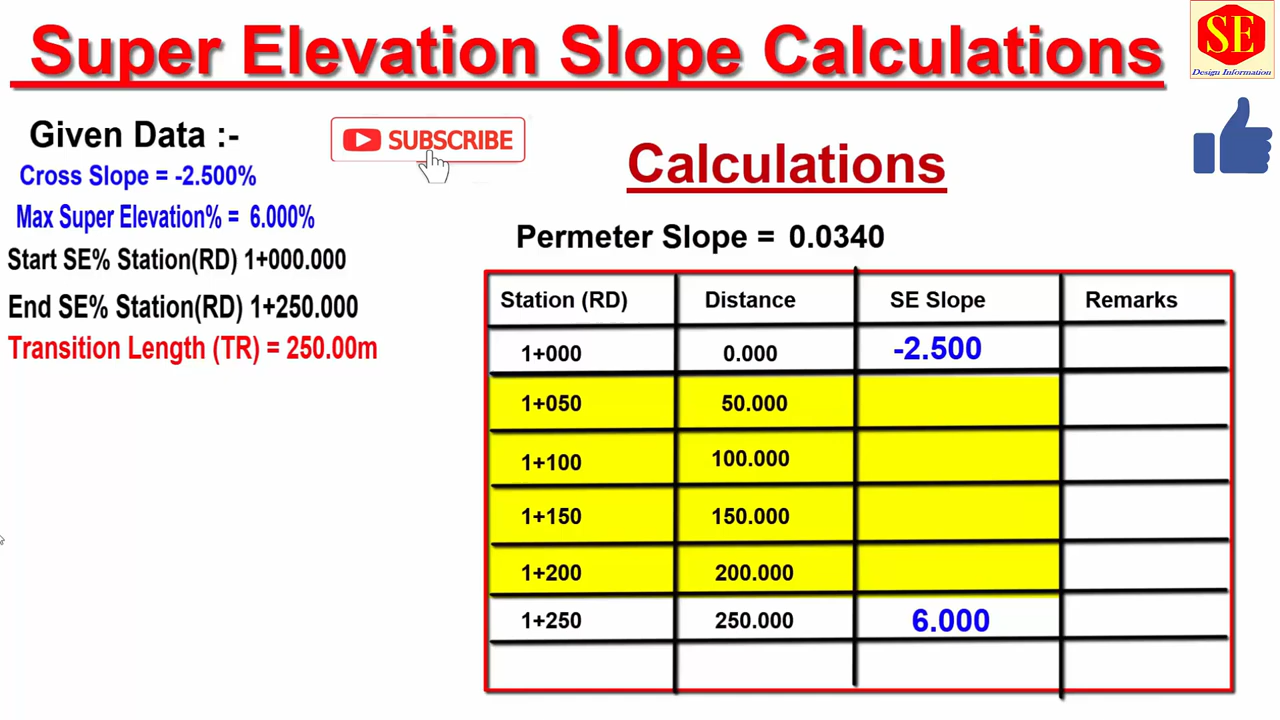 Super Elevation Slope Calculations
SE
Design Information
Given Data :-
SUBSCRIBE
Cross Slope = -2.500%
Max Super Elevation% = 6.000%
Start SE% Station(RD) 1+000.000
End SE% Station(RD) 1+250.000
Transition Length (TR) = 250.00m
Calculations
Permeter Slope = 0.0340
Station (RD) Distance SE Slope Remarks
1+000 0.000 -2.500
1+050 50.000
1+100 100.000
1+150 150.000
1+200 200.000
1+250 250.000 6.000